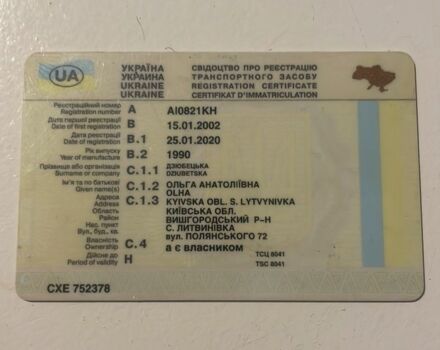 UA
УКРАЇНА СВІДОЦТВО ПРО РЕЄСТРАЦІЮ
УКРАИНА ТРАНСПОРТНОГО ЗАСОБУ
UKRAINE REGISTRATION CERTIFICATE
UKRAINE CERTIFICAT D'IMMATRICULATION
Реєстраційний номер
Registration number A AI0821KH
Дата першої реєстрації
Date of first registration B 15.01.2002
Дата реєстрації
Date of registration B.1 25.01.2020
Рік випуску
Year of manufacture B.2 1990
Прізвище або організація C.1.1 ДЗЮБЕЦЬКА
Surname or company DZIUBETSKA
Ім'я та по батькові C.1.2 ОЛЬГА АНАТОЛІЇВНА
Given name(s) OLHA
Адреса C.1.3 KYIVSKA OBL. S. LYTVYNIVKA
Address КИЇВСЬКА ОБЛ.
Область
Район ВИШГОРОДСЬКИЙ Р-Н
Нас. пункт С. ЛИТВИНІВКА
Вул., буд., кв. вул. ПОЛЯНСЬКОГО 72
Власність
Ownership C.4 а є власником
Дійсне до ТСЦ 8041
Period of validity H TSC 8041
CXE 752378